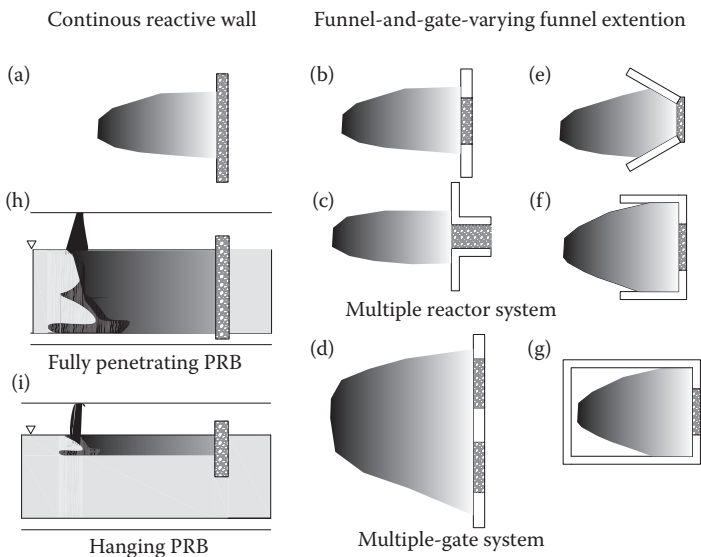 Continous reactive wall
Funnel-and-gate-varying funnel extention
(a)
(b)
(e)
(h)
(c)
(f)
Multiple reactor system
Fully penetrating PRB
(d)
(g)
(i)
Multiple-gate system
Hanging PRB